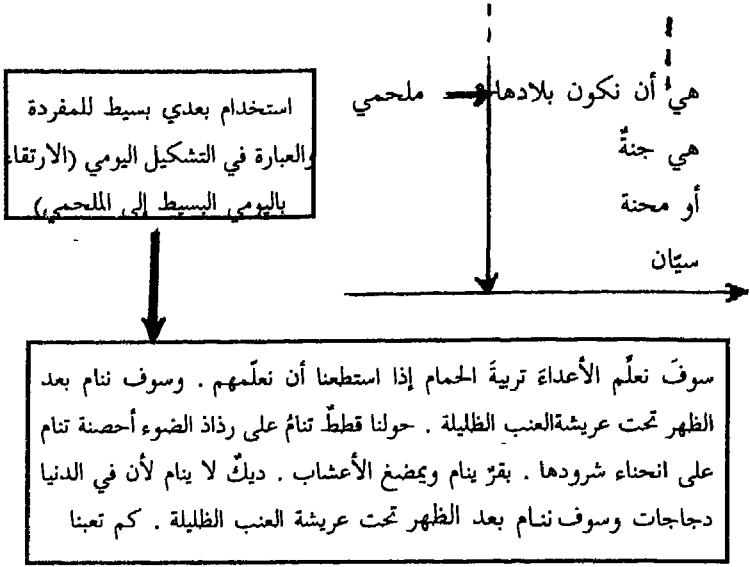 هي أن نكون بلادها
ملحمي
هي جنةٌ
أو محنة
سيّان
استخدام بعدي بسيط للمفردة
والعبارة في التشكيل اليومي (الارتقاء
باليومي البسيط إلى الملحمي)
سوفَ نعلِّم الأعداءَ تربيةَ الحمام إذا استطعنا أن نعلّمهم . وسوف ننام بعد
الظهر تحت عريشةالعنب الظليلة . حولنا قططٌ تنامُ على رذاذ الضوء أحصنة تنام
على انحناء شرودها . بقرٌ ينام ويمضغ الأعشاب . ديكٌ لا ينام لأن في الدنيا
دجاجات وسوف ننام بعد الظهر تحت عريشة العنب الظليلة . كم تعبنا